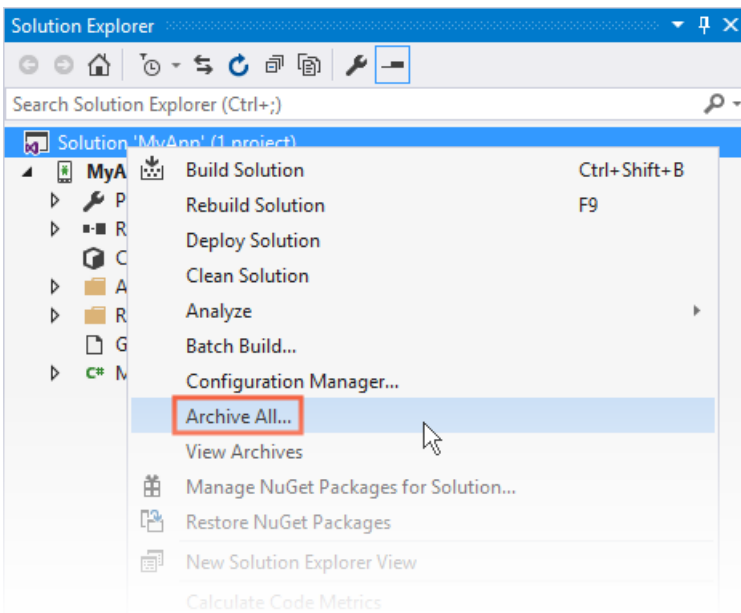 Solution Explorer
Search Solution Explorer (Ctrl+;)
Solution 'MyApp' (1 project)
MyA
Build Solution Ctrl+Shift+B
P
Rebuild Solution F9
R
Deploy Solution
C
Clean Solution
A
Analyze
R
Batch Build...
G
C# M
Configuration Manager...
Archive All...
View Archives
Manage NuGet Packages for Solution...
Restore NuGet Packages
New Solution Explorer View
Calculate Code Metrics